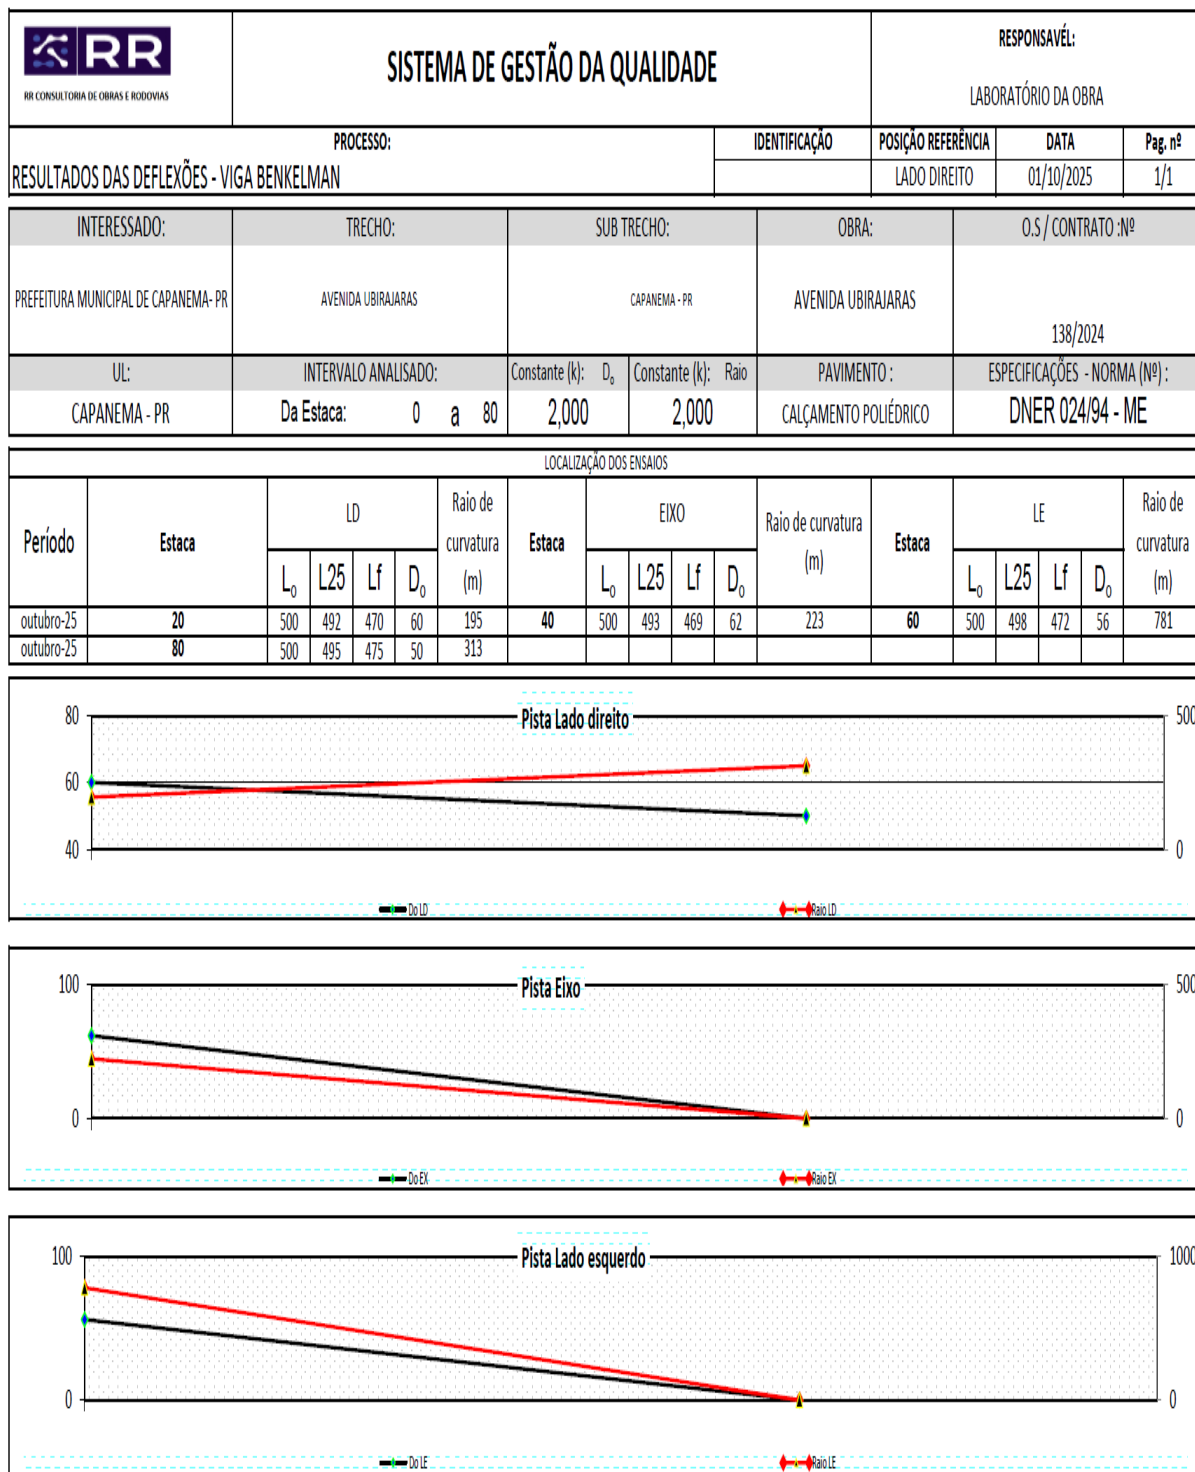 RR
RR CONSULTORIA DE OBRAS E RODOVIAS
SISTEMA DE GESTÃO DA QUALIDADE
RESPONSAVÉL:
LABORATÓRIO DA OBRA
PROCESSO:
RESULTADOS DAS DEFLEXÕES - VIGA BENKELMAN
IDENTIFICAÇÃO
POSIÇÃO REFERÊNCIA
LADO DIREITO
DATA
01/10/2025
Pag. nº
1/1
INTERESSADO: TRECHO: SUB TRECHO: OBRA: O.S / CONTRATO :Nº
PREFEITURA MUNICIPAL DE CAPANEMA- PR AVENIDA UBIRAJARAS CAPANEMA - PR AVENIDA UBIRAJARAS 138/2024
UL: INTERVALO ANALISADO: Constante (k): D₀ Constante (k): Raio PAVIMENTO : ESPECIFICAÇÕES - NORMA (Nº) :
CAPANEMA - PR Da Estaca: 0 a 80 2,000 2,000 CALÇAMENTO POLIÉDRICO DNER 024/94 - ME
LOCALIZAÇÃO DOS ENSAIOS
Período Estaca LD Raio de curvatura (m) Estaca EIXO Raio de curvatura (m) Estaca LE Raio de curvatura (m)
L₀ L25 Lf D₀ L₀ L25 Lf D₀ L₀ L25 Lf D₀
outubro-25 20 500 492 470 60 195 40 500 493 469 62 223 60 500 498 472 56 781
outubro-25 80 500 495 475 50 313
Pista Lado direito
80 500
60
40 0
Do LD Raio LD
Pista Eixo
100 500
0 0
Do EX Raio EX
Pista Lado esquerdo
100 1000
0 0
Do LE Raio LE